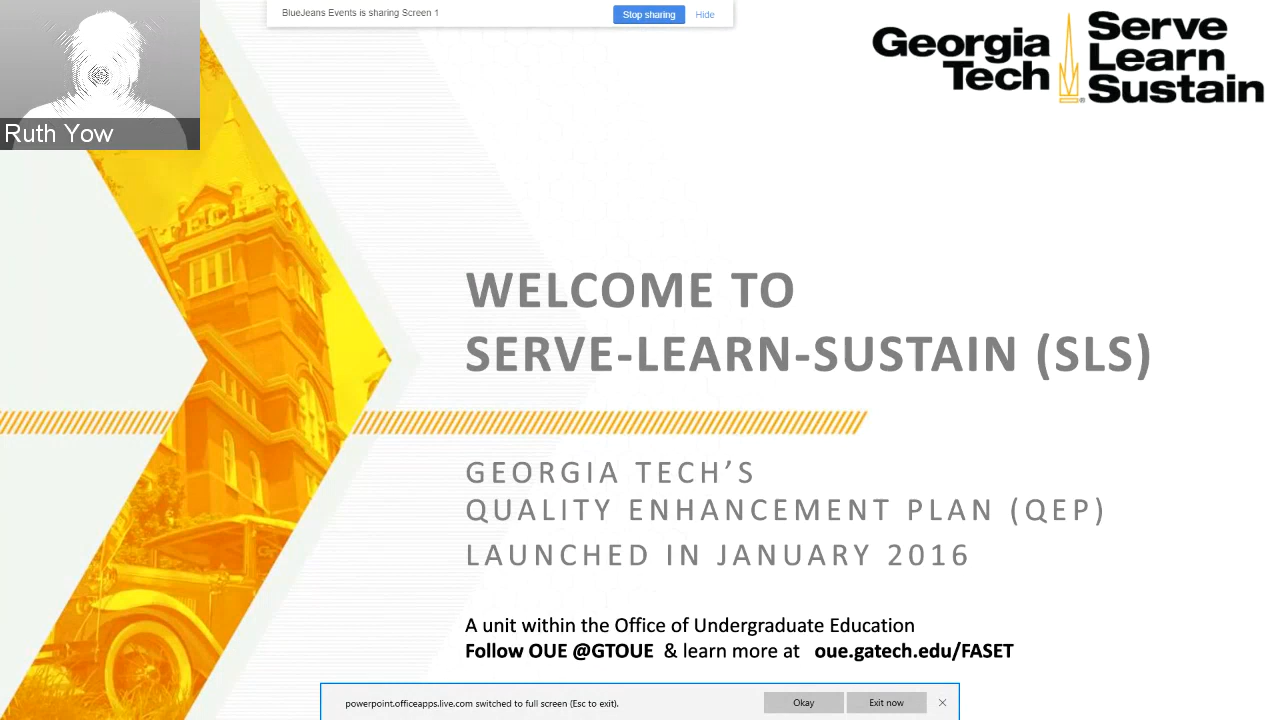 BlueJeans Events is sharing Screen 1
Stop sharing
Hide
Ruth Yow
Georgia Tech
Serve Learn Sustain
TECH
WELCOME TO
SERVE-LEARN-SUSTAIN (SLS)
GEORGIA TECH’S
QUALITY ENHANCEMENT PLAN (QEP)
LAUNCHED IN JANUARY 2016
A unit within the Office of Undergraduate Education
Follow OUE @GTOUE & learn more at oue.gatech.edu/FASET
powerpoint.officeapps.live.com switched to full screen (Esc to exit).
Okay
Exit now